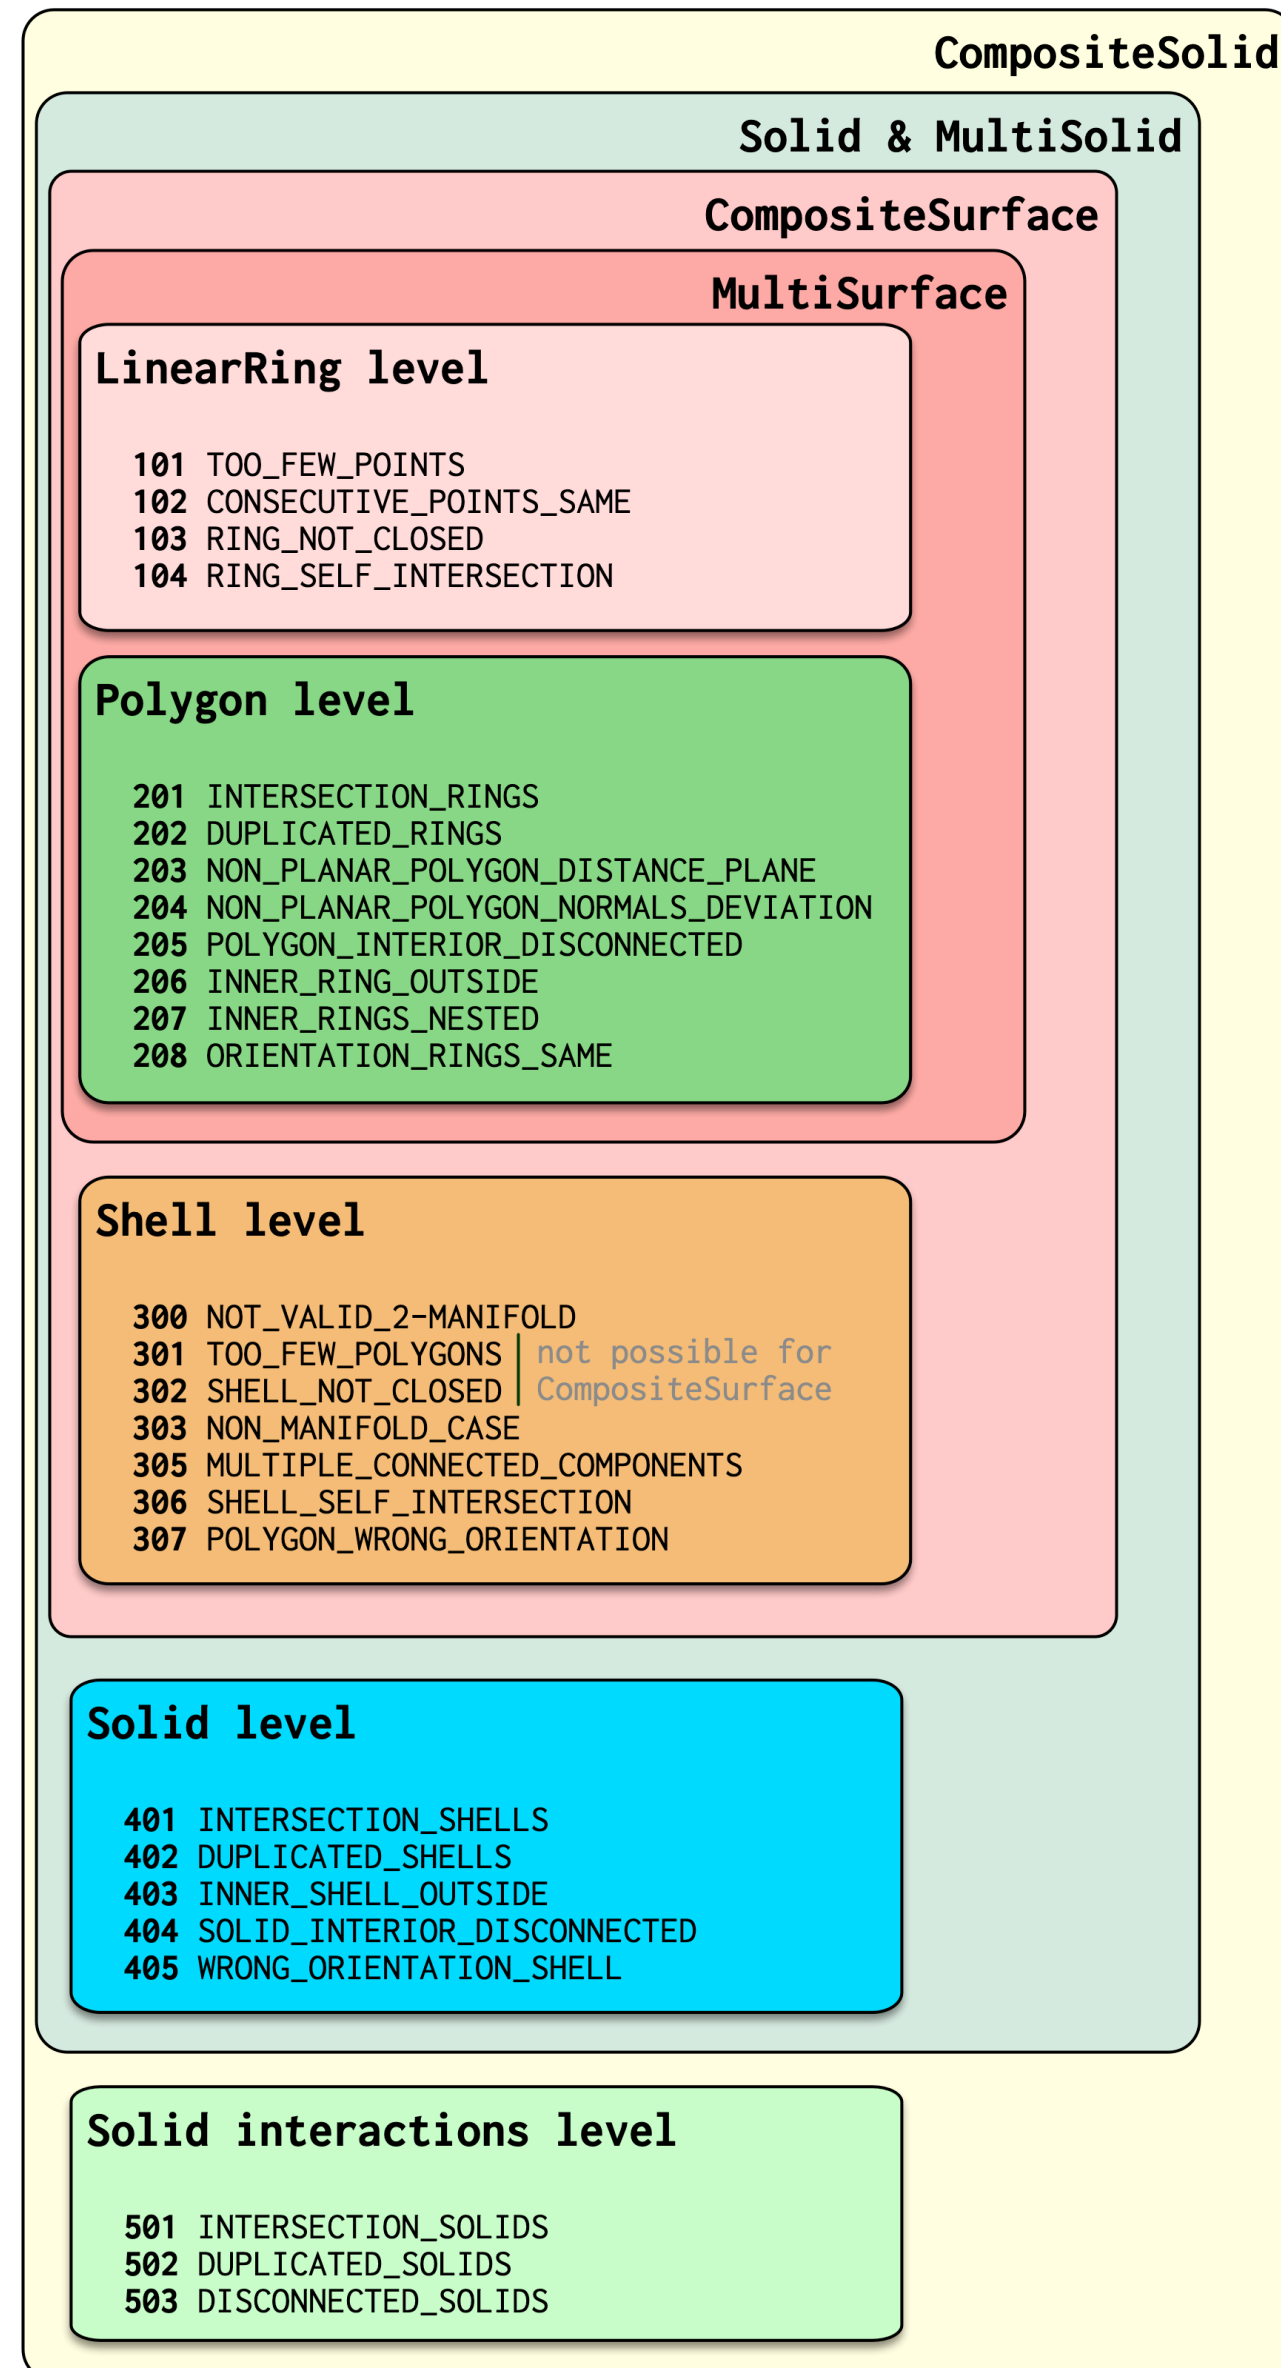 CompositeSolid
Solid & MultiSolid
CompositeSurface
MultiSurface
LinearRing level
101 TOO_FEW_POINTS
102 CONSECUTIVE_POINTS_SAME
103 RING_NOT_CLOSED
104 RING_SELF_INTERSECTION
Polygon level
201 INTERSECTION_RINGS
202 DUPLICATED_RINGS
203 NON_PLANAR_POLYGON_DISTANCE_PLANE
204 NON_PLANAR_POLYGON_NORMALS_DEVIATION
205 POLYGON_INTERIOR_DISCONNECTED
206 INNER_RING_OUTSIDE
207 INNER_RINGS_NESTED
208 ORIENTATION_RINGS_SAME
Shell level
300 NOT_VALID_2-MANIFOLD
301 TOO_FEW_POLYGONS not possible for
302 SHELL_NOT_CLOSED CompositeSurface
303 NON_MANIFOLD_CASE
305 MULTIPLE_CONNECTED_COMPONENTS
306 SHELL_SELF_INTERSECTION
307 POLYGON_WRONG_ORIENTATION
Solid level
401 INTERSECTION_SHELLS
402 DUPLICATED_SHELLS
403 INNER_SHELL_OUTSIDE
404 SOLID_INTERIOR_DISCONNECTED
405 WRONG_ORIENTATION_SHELL
Solid interactions level
501 INTERSECTION_SOLIDS
502 DUPLICATED_SOLIDS
503 DISCONNECTED_SOLIDS